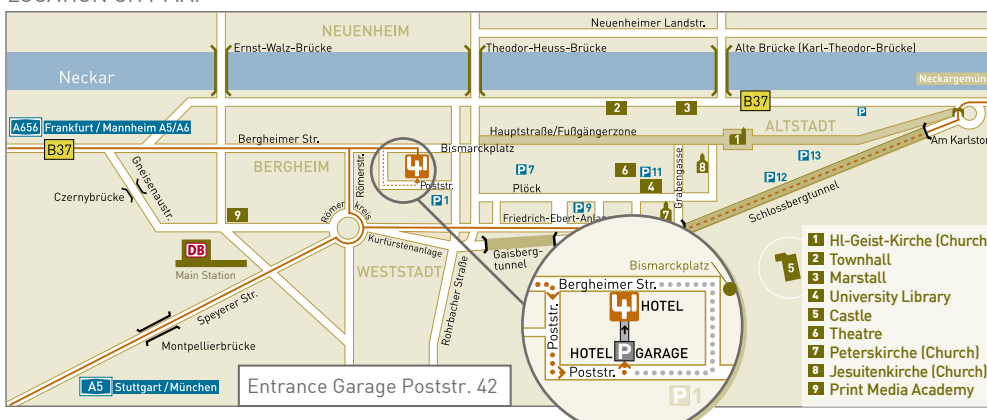 Neuenheimer Landstr.
NEUENHEIM
Ernst-Walz-Brücke
Theodor-Heuss-Brücke
Alte Brücke (Karl-Theodor-Brücke)
Neckar
Neckargemünd
B37
2
3
P
A656 Frankfurt / Mannheim A5/A6
Hauptstraße/Fußgängerzone
ALTSTADT
1
Am Karlstor
Bergheimer Str.
Bismarckplatz
B37
BERGHEIM
Gneisenaustr.
Römerstr.
4
Poststr.
P7
6
P11
8
P13
Plöck
4
Grabengasse
P12
Schlossbergtunnel
Czernybrücke
P1
P9
9
Römer
kreis
Friedrich-Ebert-Anlage
7
Kurfürstenanlage
Gaisberg-
tunnel
DB
Main Station
WESTSTADT
Rohrbacher Straße
Speyerer Str.
Montpellierbrücke
A5 Stuttgart / München
Entrance Garage Poststr. 42
Bismarckplatz
Bergheimer Str.
4 HOTEL
Poststr.
HOTEL P GARAGE
Poststr.
P1
5
1 Hl-Geist-Kirche (Church
2 Townhall
3 Marstall
4 University Library
5 Castle
6 Theatre
7 Peterskirche (Church)
8 Jesuitenkirche (Church)
9 Print Media Academy